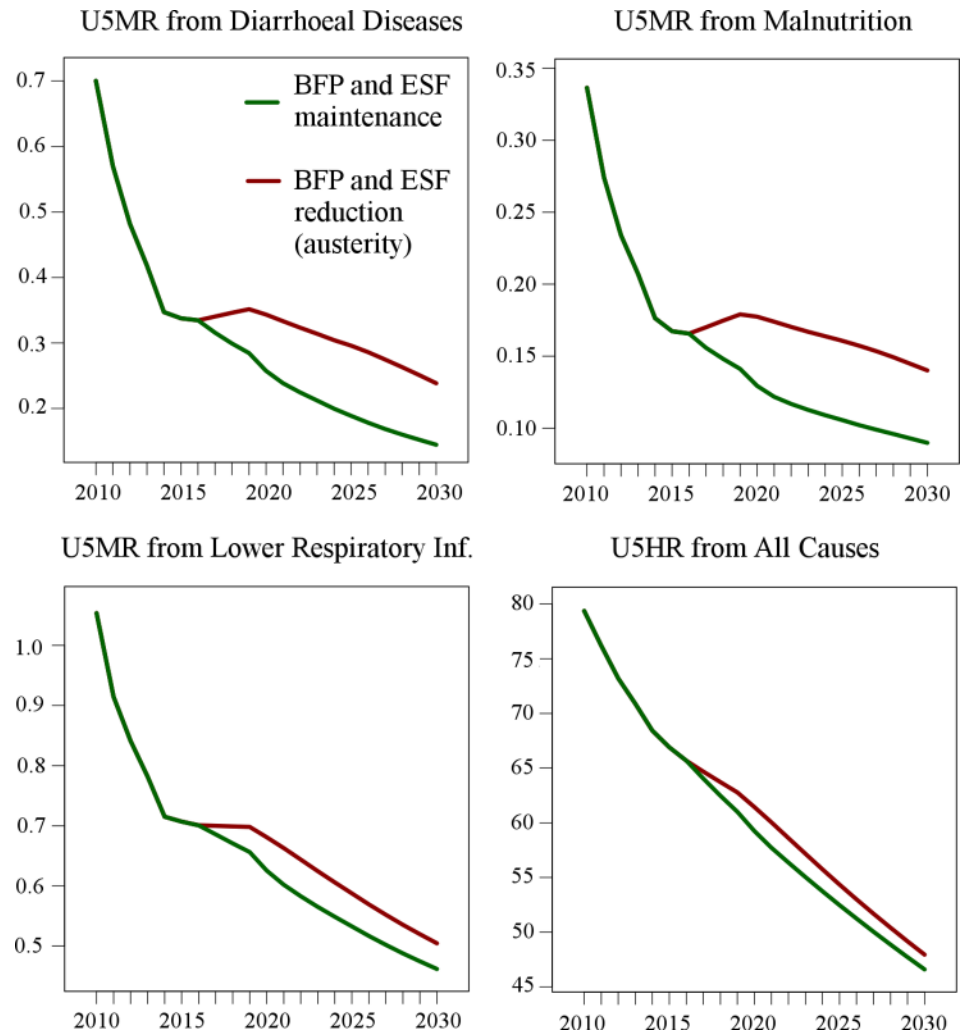 U5MR from Diarrhoeal Diseases
0.7
0.6
0.5
0.4
0.3
0.2
BFP and ESF
maintenance
BFP and ESF
reduction
(austerity)
2010 2015 2020 2025 2030
U5MR from Malnutrition
0.35
0.30
0.25
0.20
0.15
0.10
2010 2015 2020 2025 2030
U5MR from Lower Respiratory Inf.
1.0
0.9
0.8
0.7
0.6
0.5
2010 2015 2020 2025 2030
U5HR from All Causes
80
75
70
65
60
55
50
45
2010 2015 2020 2025 2030